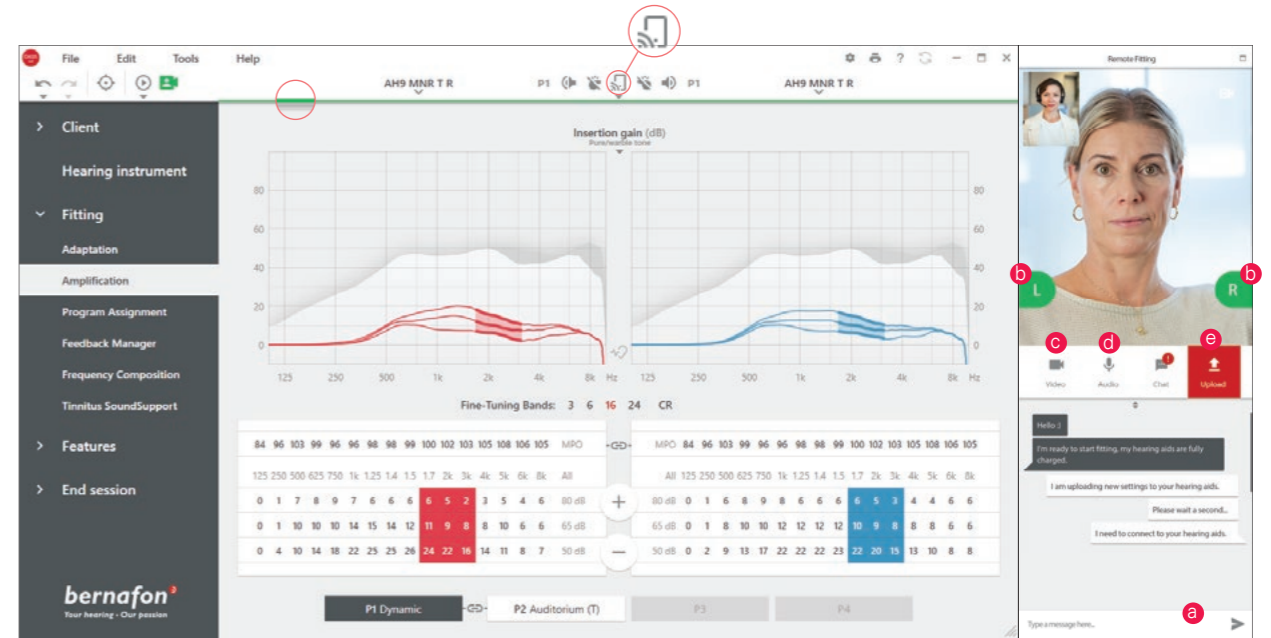 File Edit Tools Help
AH9 MNR T R P1 P1 AH9 MNR T R
Client
Hearing instrument
Fitting
Adaptation
Amplification
Program Assignment
Feedback Manager
Frequency Composition
Tinnitus SoundSupport
Features
End session
bernafon
Your hearing - Our passion
Insertion gain (dB)
Pure/warble tone
80 80
60 60
40 40
20 20
0 0
125 250 500 1k 2k 4k 8k Hz 125 250 500 1k 2k 4k 8k Hz
Fine-Tuning Bands: 3 6 16 24 CR
84 96 103 99 96 96 98 98 99 100 102 103 105 108 106 105 MPO MPO 84 96 103 99 96 96 98 98 99 100 102 103 105 108 106 105
125 250 500 625 750 1k 1.25 1.4 1.5 1.7 2k 3k 4k 5k 6k 8k All All 125 250 500 625 750 1k 1.25 1.4 1.5 1.7 2k 3k 4k 5k 6k 8k
0 1 7 8 9 7 6 6 6 6 5 2 3 5 4 6 80 dB + 80 dB 0 1 6 8 9 8 6 6 6 6 5 3 4 4 6 6
0 1 10 10 10 14 15 14 12 11 9 8 8 10 6 6 65 dB 65 dB 0 1 8 10 10 12 12 12 12 10 9 8 8 8 6 6
0 4 10 14 18 22 25 25 26 24 22 16 14 11 8 7 50 dB − 50 dB 0 2 9 13 17 22 22 22 23 22 20 15 13 10 8 8
P1 Dynamic P2 Auditorium (T) P3 P4
Remote Fitting
b b
L R
c d e
Video Audio Chat Upload
Hello :)
I'm ready to start fitting, my hearing aids are fully
charged.
I am uploading new settings to your hearing aids.
Please wait a second...
I need to connect to your hearing aids.
a
Type a message here...